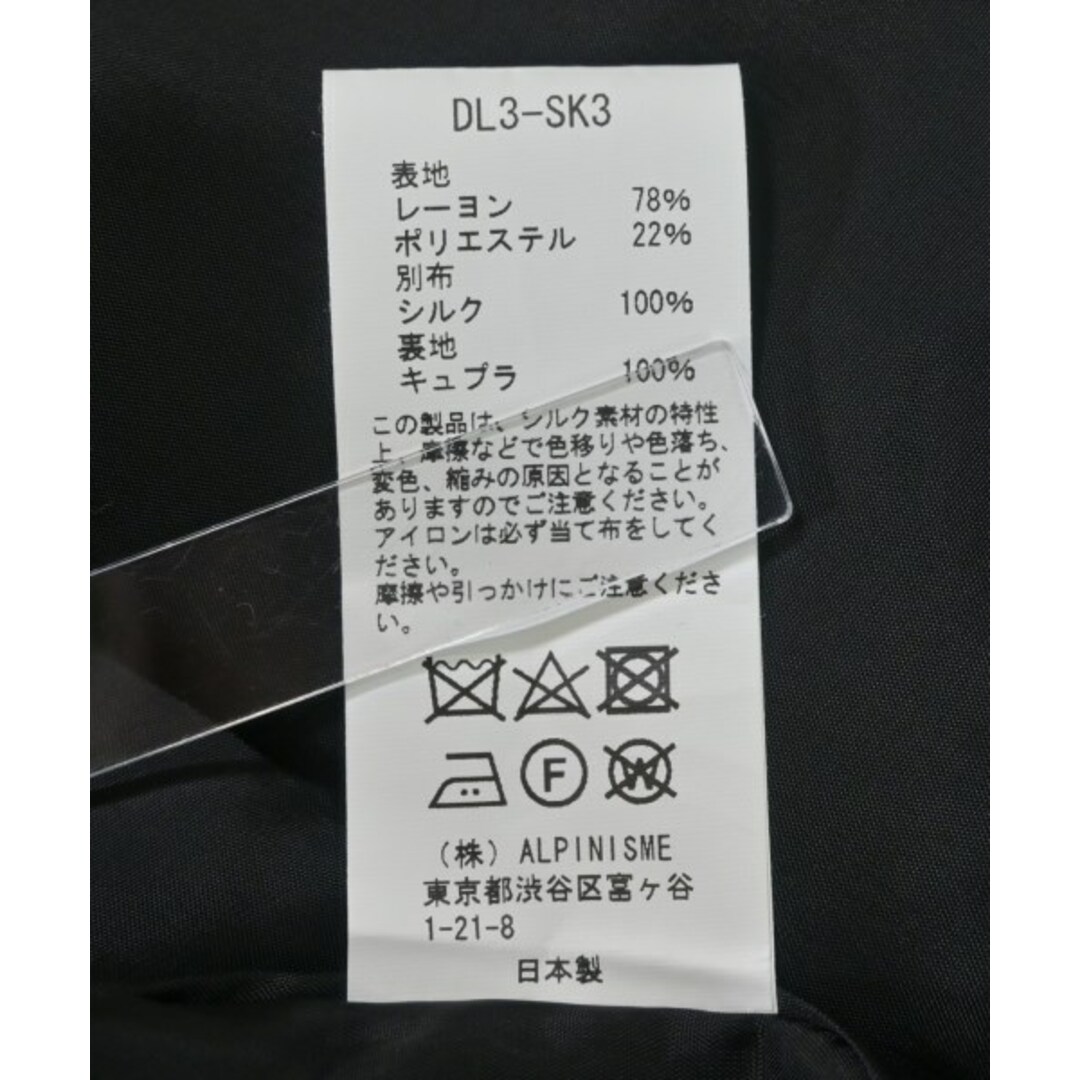 DL3-SK3
表地
レーヨン 78%
ポリエステル 22%
別布
シルク 100%
裏地
キュプラ 100%
この製品は、シルク素材の特性
上、摩擦などで色移りや色落ち、
変色、縮みの原因となることが
ありますのでご注意ください。
アイロンは必ず当て布をしてく
ださい。
摩擦や引っかけにご注意くださ
い。
F W
(株) ALPINISME
東京都渋谷区富ヶ谷
1-21-8
日本製